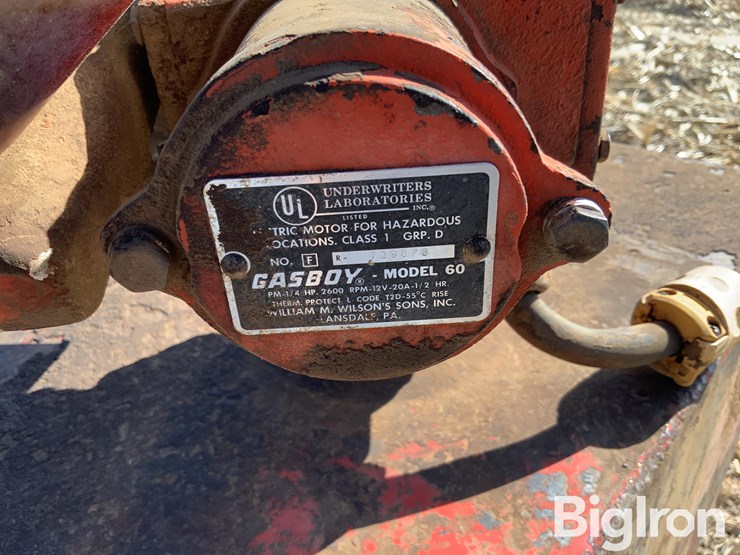 UL
UNDERWRITERS
LABORATORIES
INC.®
LISTED
TRIC MOTOR FOR HAZARDOUS
OCATIONS. CLASS 1 GRP. D
NO. F R-
GASBOY® - MODEL 60
PM-1/4 HP. 2600 RPM-12V-20A-1/2 HR.
THERM. PROTECT L CODE T2D-55°C RISE
WILLIAM M. WILSON'S SONS, INC.
LANSDALE, PA.
BigIron